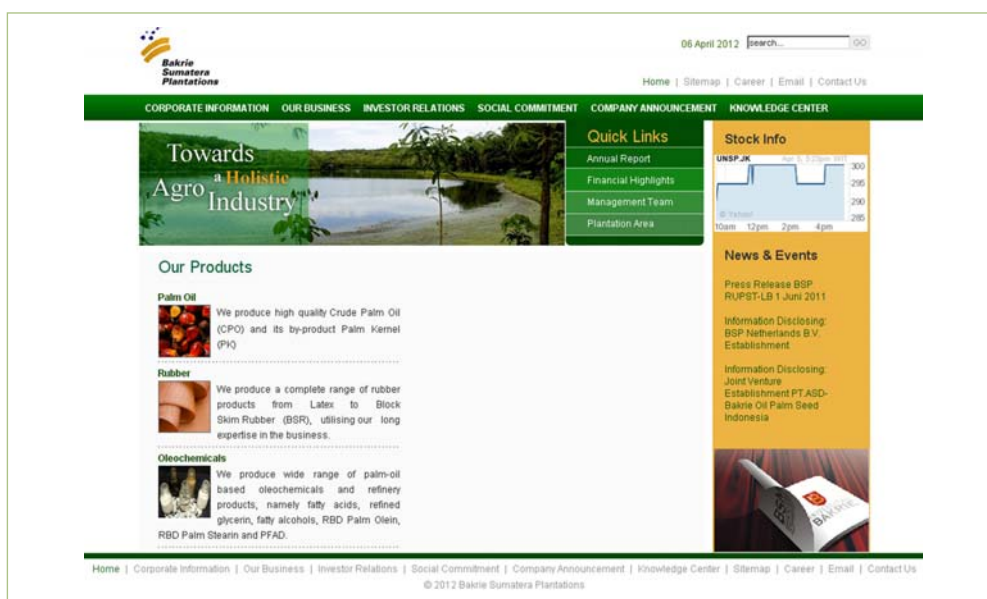 Bakrie
Sumatera
Plantations
06 April 2012 search... GO
Home | Sitemap | Career | Email | Contact Us
CORPORATE INFORMATION OUR BUSINESS INVESTOR RELATIONS SOCIAL COMMITMENT COMPANY ANNOUNCEMENT KNOWLEDGE CENTER
Towards
a Holistic
Agro Industry
Quick Links
Annual Report
Financial Highlights
Management Team
Plantation Area
Stock Info
UNSP.JK
300
295
290
285
© Yahoo!
10am 12pm 2pm 4pm
Our Products
Palm Oil
We produce high quality Crude Palm Oil
(CPO) and its by-product Palm Kernel
(PK)
Rubber
We produce a complete range of rubber
products from Latex to Block
Skim Rubber (BSR), utilising our long
expertise in the business.
Oleochemicals
We produce wide range of palm-oil
based oleochemicals and refinery
products, namely fatty acids, refined
glycerin, fatty alcohols, RBD Palm Olein,
RBD Palm Stearin and PFAD.
News & Events
Press Release BSP
RUPST-LB 1 Juni 2011
Information Disclosing:
BSP Netherlands B.V.
Establishment
Information Disclosing:
Joint Venture
Establishment PT.ASD-
Bakrie Oil Palm Seed
Indonesia
BAKRIE
Home | Corporate Information | Our Business | Investor Relations | Social Commitment | Company Announcement | Knowledge Center | Sitemap | Career | Email | Contact Us
© 2012 Bakrie Sumatera Plantations